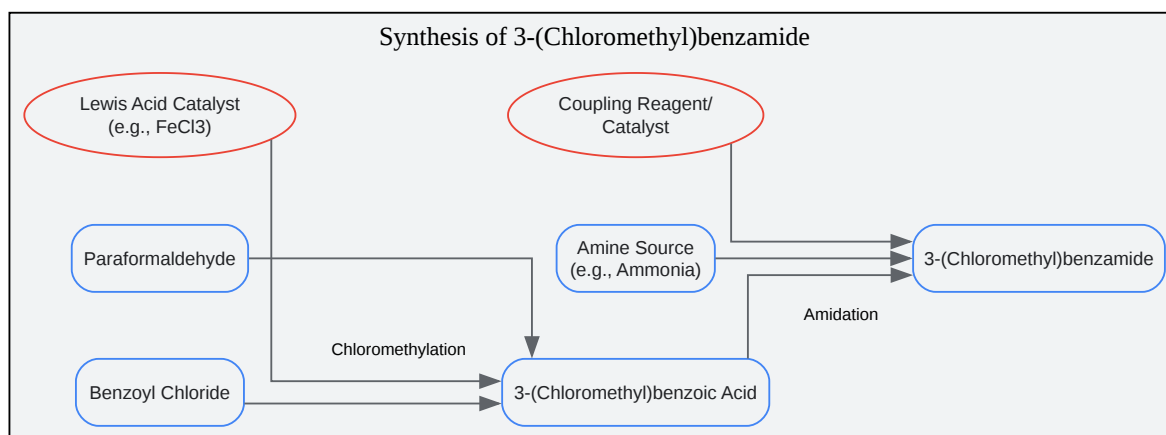 Synthesis of 3-(Chloromethyl)benzamide
Lewis Acid Catalyst
(e.g., FeCl3)
Coupling Reagent/
Catalyst
Paraformaldehyde
Amine Source
(e.g., Ammonia)
3-(Chloromethyl)benzamide
Amidation
Chloromethylation
Benzoyl Chloride
3-(Chloromethyl)benzoic Acid